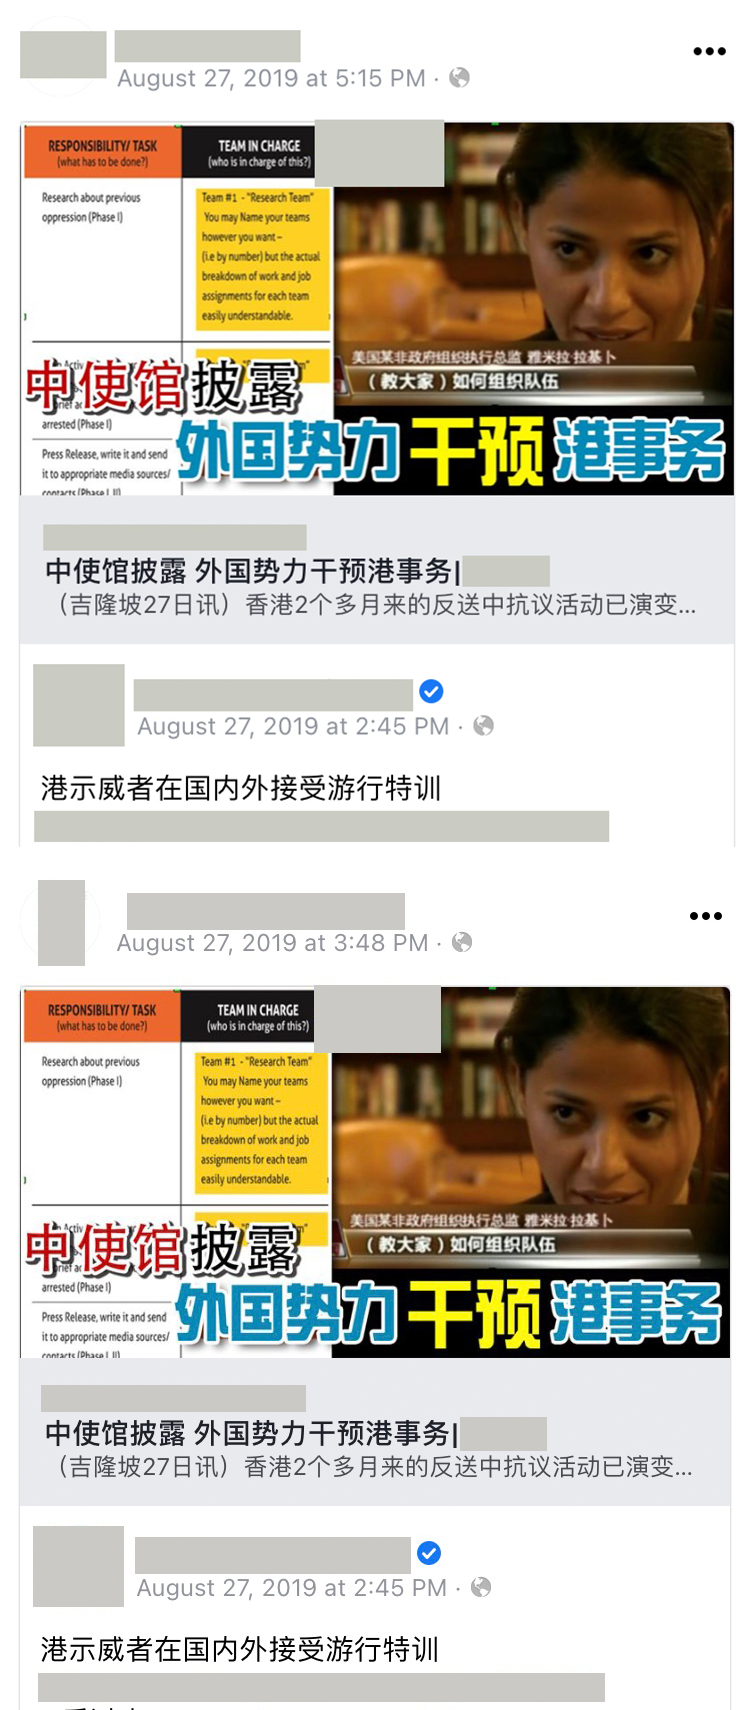 August 27, 2019 at 5:15 PM ·
RESPONSIBILITY/ TASK
(what has to be done?)
TEAM IN CHARGE
(who is in charge of this?)
Research about previous
oppression (Phase I)
Team #1 - "Research Team"
You may Name your teams
however you want –
(i.e by number) but the actual
breakdown of work and job
assignments for each team
easily understandable.
arrested (Phase I)
Press Release, write it and send
it to appropriate media sources/
contacts (Phase I, II)
美国某非政府组织执行总监 雅米拉·拉基卜
（教大家）如何组织队伍
中使馆披露
外国势力干预港事务
中使馆披露 外国势力干预港事务|
（吉隆坡27日讯）香港2个多月来的反送中抗议活动已演变...
August 27, 2019 at 2:45 PM ·
港示威者在国内外接受游行特训
August 27, 2019 at 3:48 PM ·
RESPONSIBILITY/ TASK
(what has to be done?)
TEAM IN CHARGE
(who is in charge of this?)
Research about previous
oppression (Phase I)
Team #1 - "Research Team"
You may Name your teams
however you want –
(i.e by number) but the actual
breakdown of work and job
assignments for each team
easily understandable.
arrested (Phase I)
Press Release, write it and send
it to appropriate media sources/
contacts (Phase I, II)
美国某非政府组织执行总监 雅米拉·拉基卜
（教大家）如何组织队伍
中使馆披露
外国势力干预港事务
中使馆披露 外国势力干预港事务|
（吉隆坡27日讯）香港2个多月来的反送中抗议活动已演变...
August 27, 2019 at 2:45 PM ·
港示威者在国内外接受游行特训